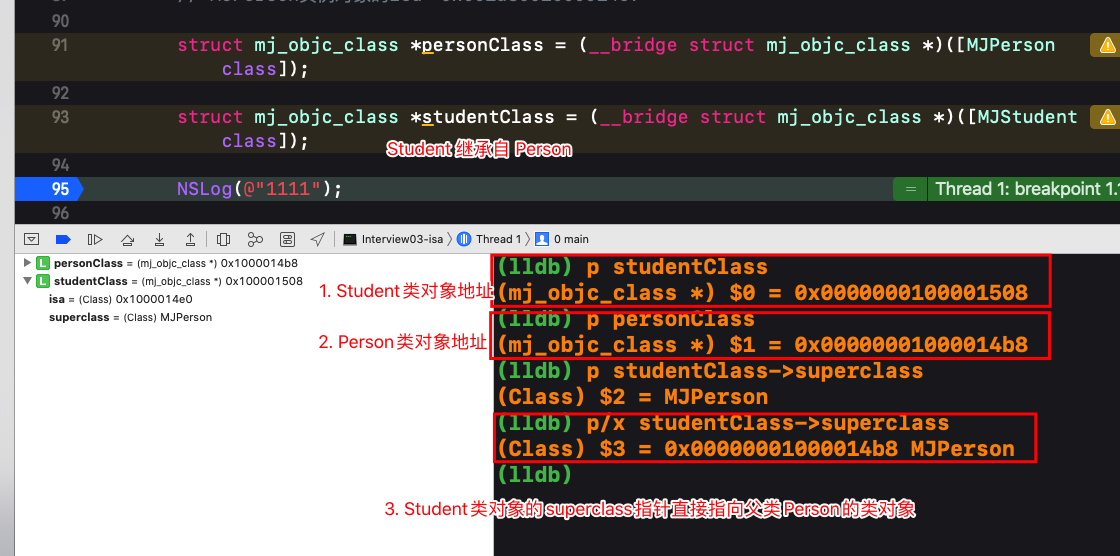 90
91 struct mj_objc_class *personClass = (__bridge struct mj_objc_class *)([MJPerson
class]);
92
93 struct mj_objc_class *studentClass = (__bridge struct mj_objc_class *)([MJStudent
class]);
Student 继承自 Person
94
95 NSLog(@"1111"); = Thread 1: breakpoint 1.
96
Interview03-isa Thread 1 0 main
L personClass = (mj_objc_class *) 0x1000014b8
L studentClass = (mj_objc_class *) 0x100001508
isa = (Class) 0x1000014e0
superclass = (Class) MJPerson
1. Student类对象地址
2. Person类对象地址
(lldb) p studentClass
(mj_objc_class *) $0 = 0x0000000100001508
(lldb) p personClass
(mj_objc_class *) $1 = 0x00000001000014b8
(lldb) p studentClass->superclass
(Class) $2 = MJPerson
(lldb) p/x studentClass->superclass
(Class) $3 = 0x00000001000014b8 MJPerson
(lldb)
3. Student类对象的superclass指针直接指向父类Person的类对象